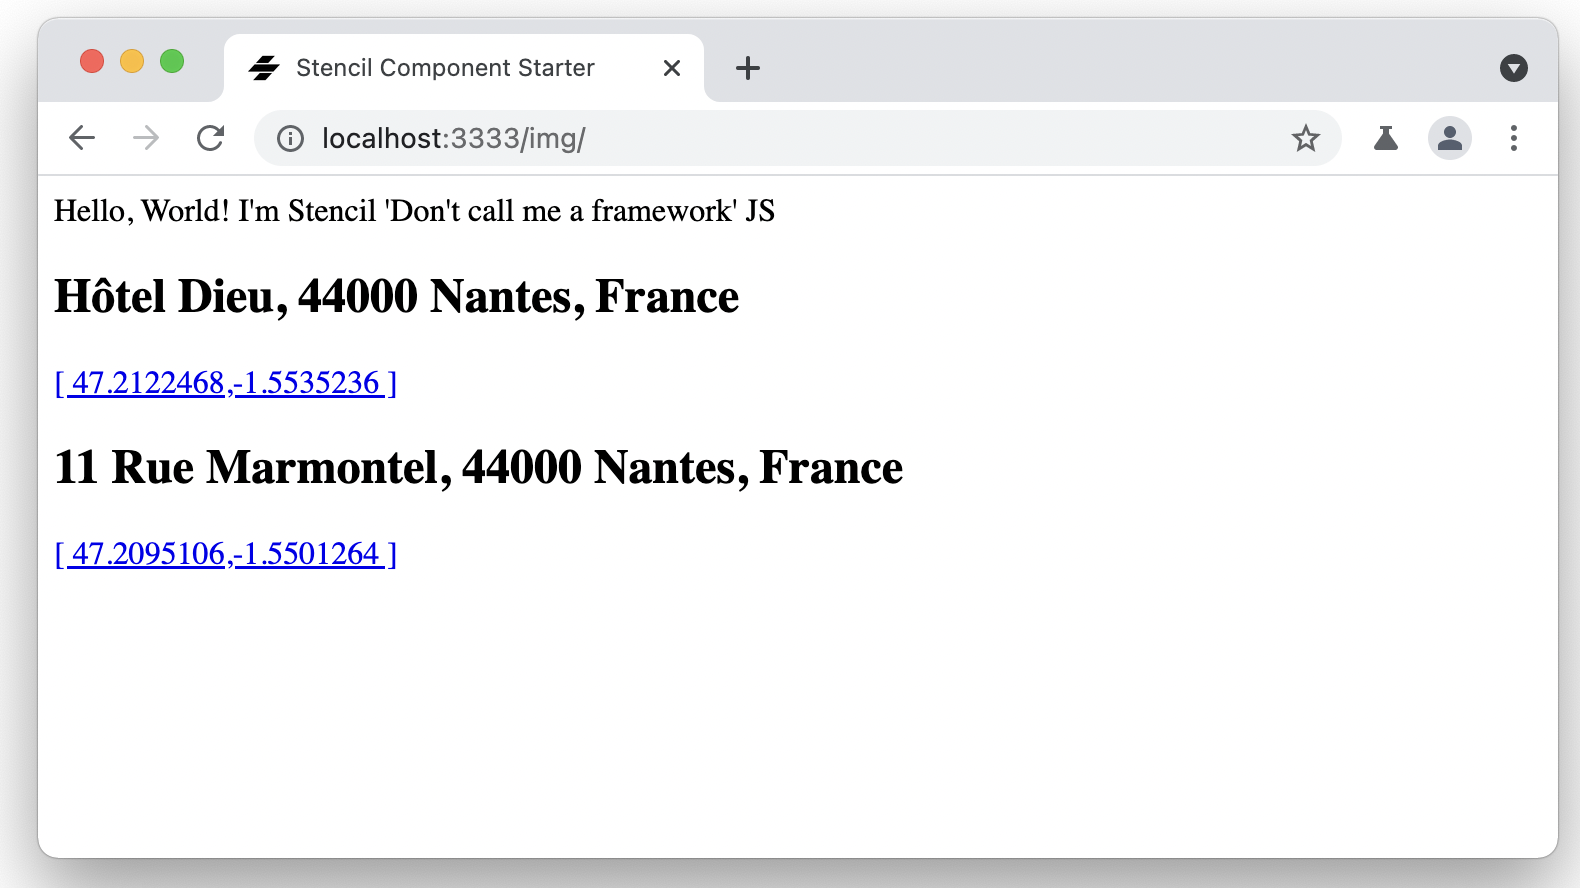 Stencil Component Starter
localhost:3333/img/
Hello, World! I'm Stencil 'Don't call me a framework' JS
Hôtel Dieu, 44000 Nantes, France
[ 47.2122468,-1.5535236 ]
11 Rue Marmontel, 44000 Nantes, France
[ 47.2095106,-1.5501264 ]